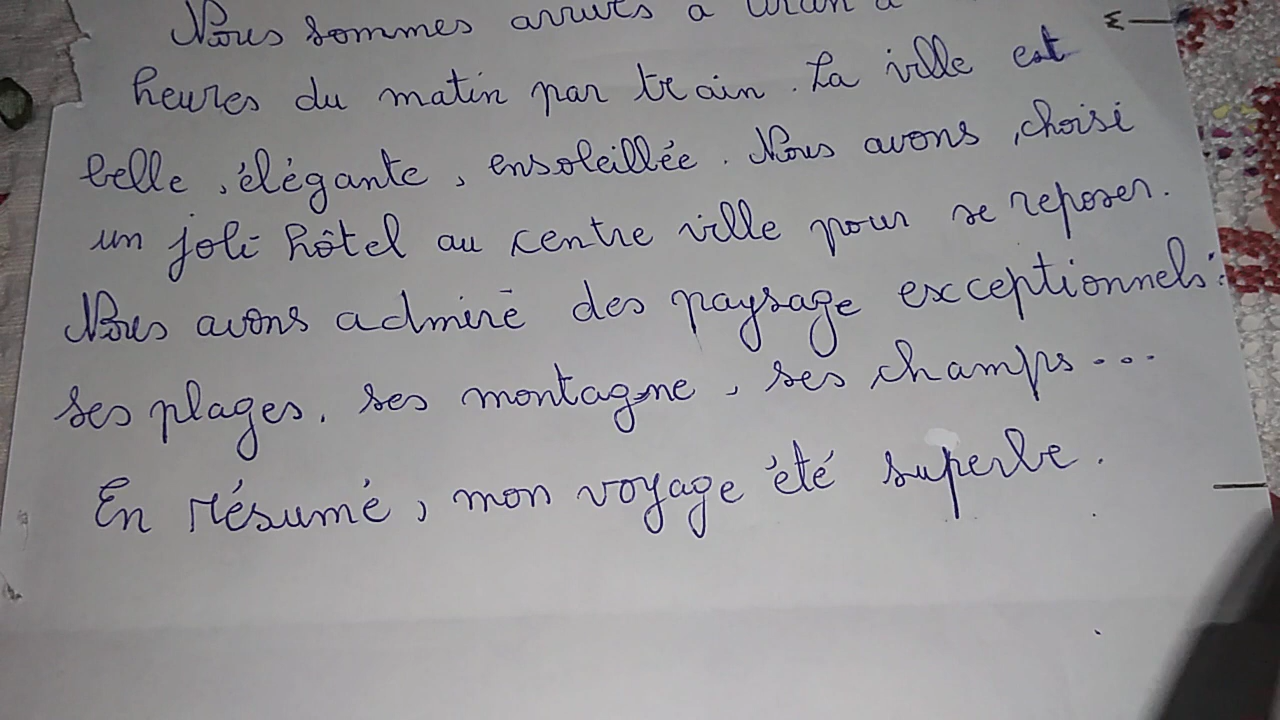 Nous sommes arrivés à Oran à
heures du matin par train. La ville est
belle, élégante, ensoleillée. Nous avons choisi
un joli hôtel au centre ville pour se reposer.
Nous avons admiré des paysage exceptionnels:
ses plages, ses montagne, ses champs...
En résumé, mon voyage été superbe.